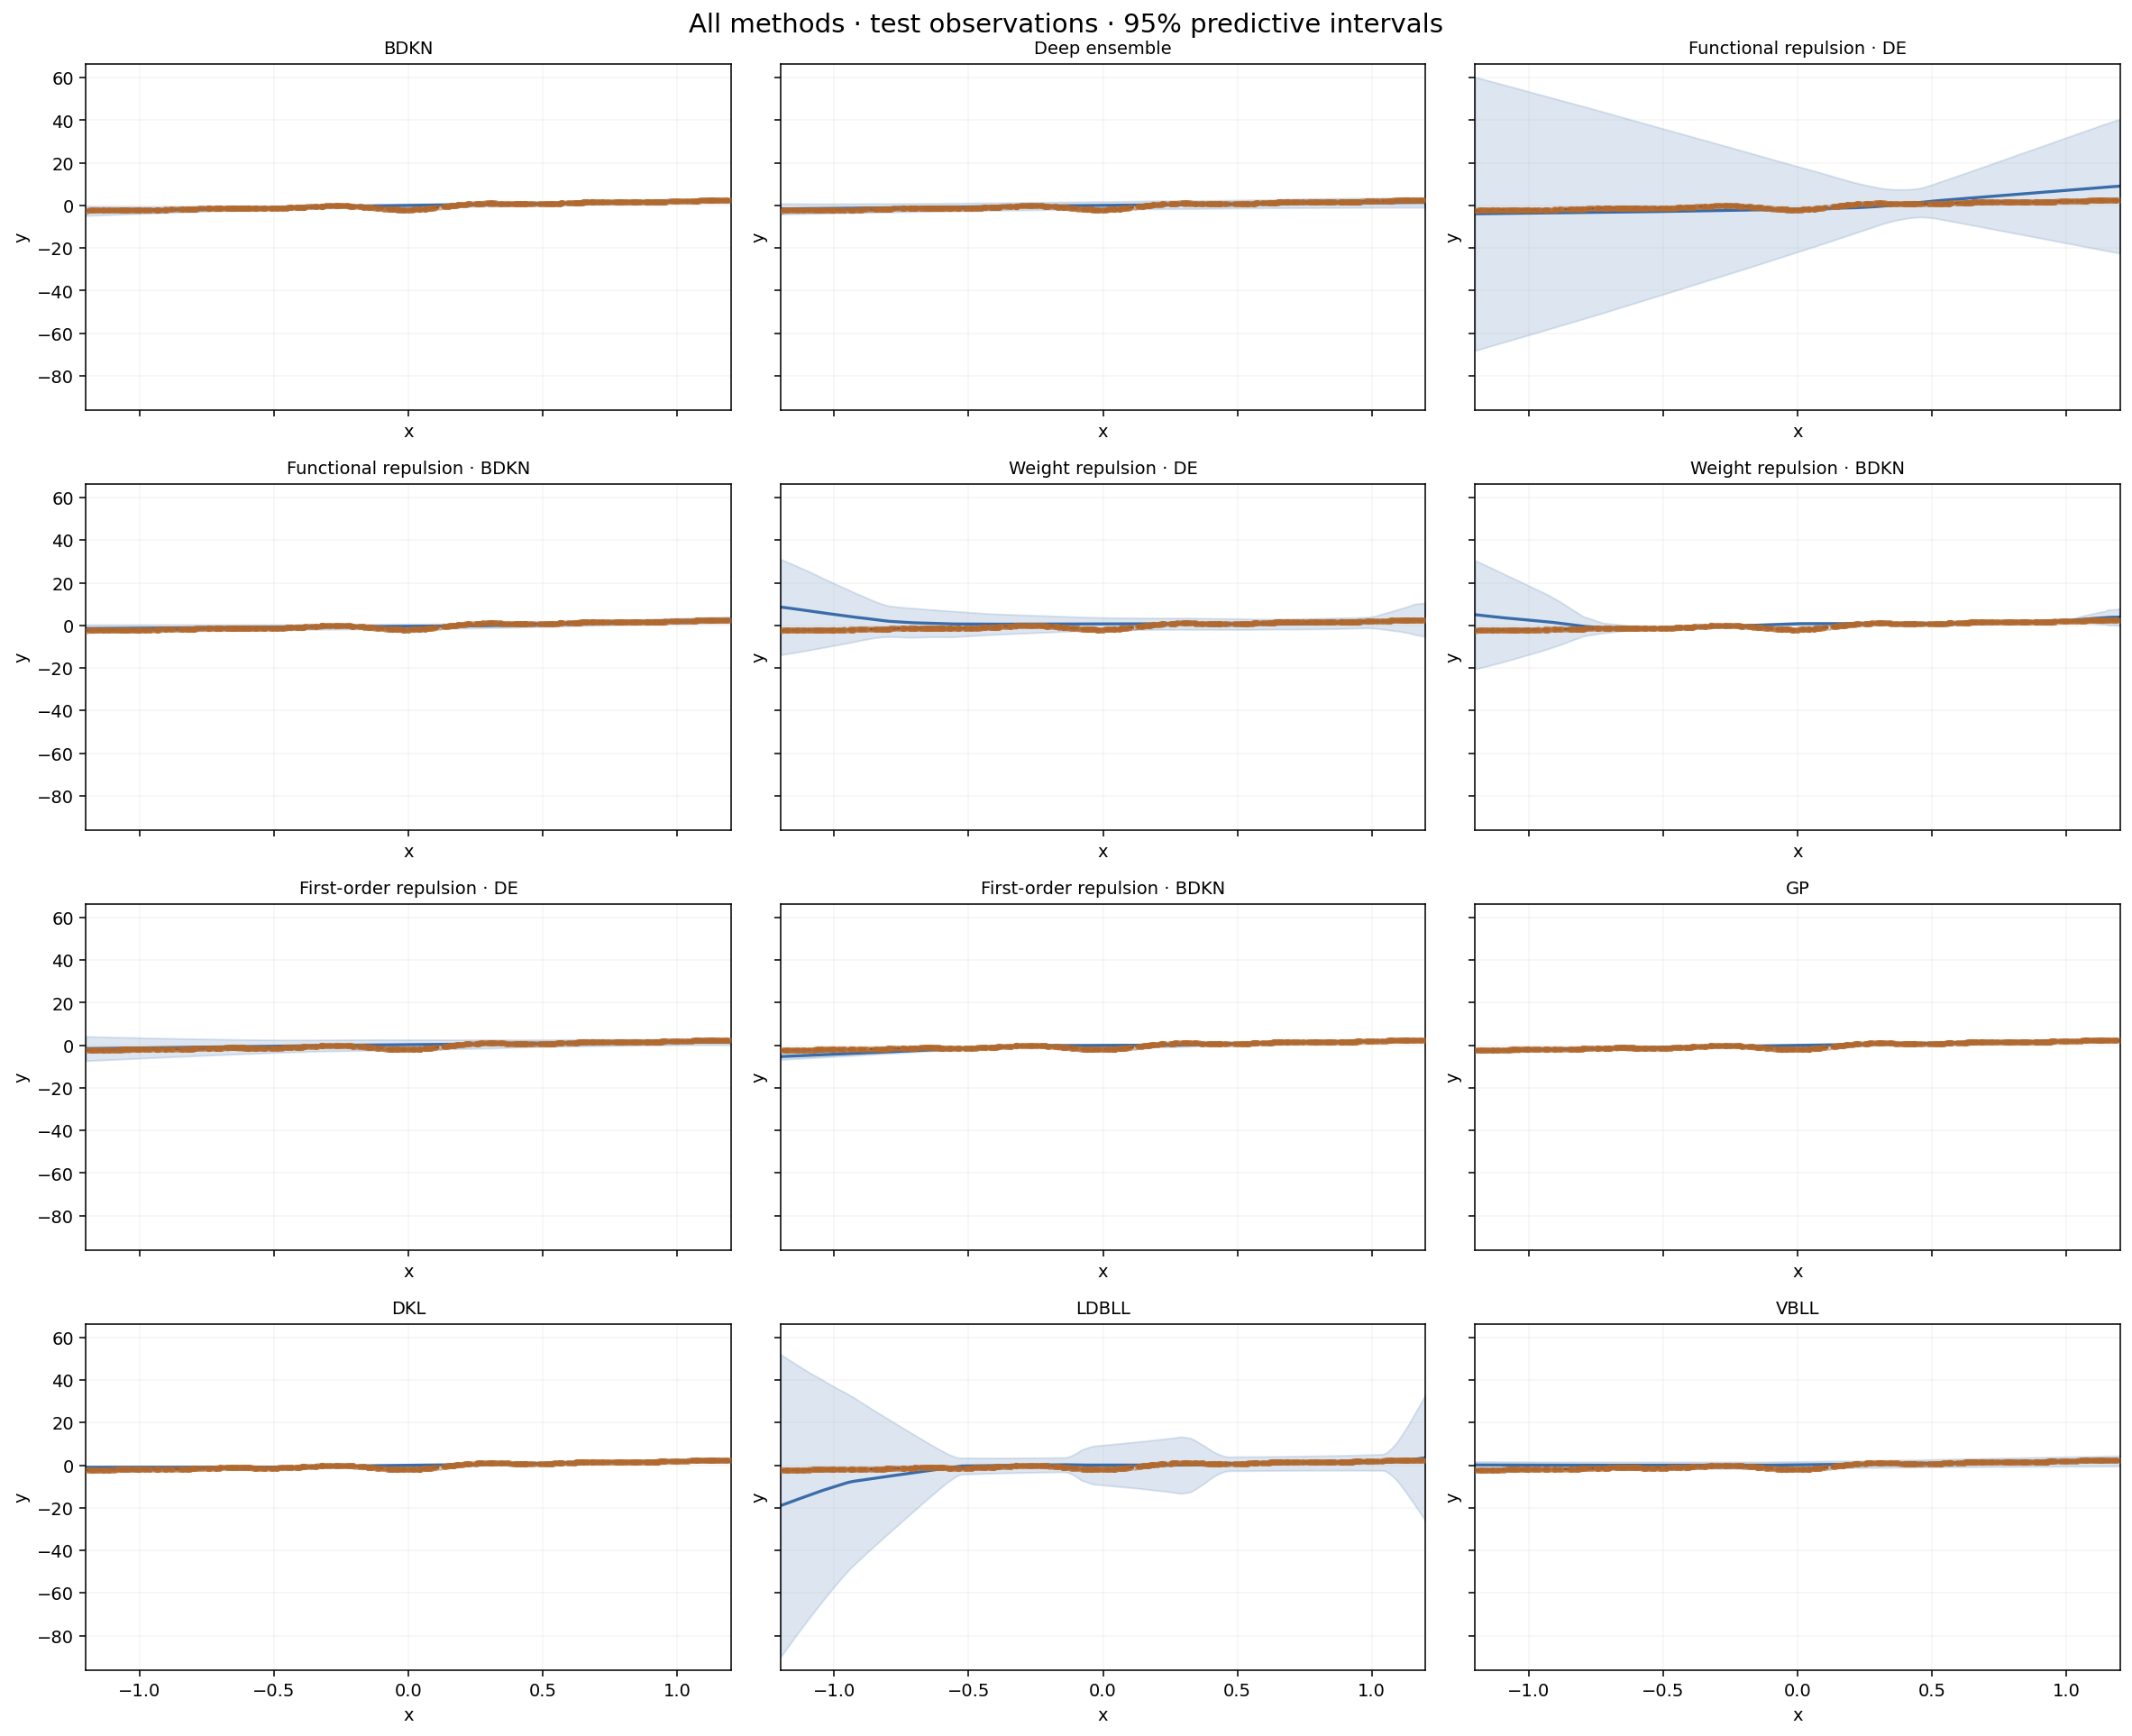 All methods · test observations · 95% predictive intervals
BDKN
Deep ensemble
Functional repulsion · DE
60
40
20
0
−20
−40
−60
−80
y
y
y
x
x
x
Functional repulsion · BDKN
Weight repulsion · DE
Weight repulsion · BDKN
60
40
20
0
−20
−40
−60
−80
y
y
y
x
x
x
First-order repulsion · DE
First-order repulsion · BDKN
GP
60
40
20
0
−20
−40
−60
−80
y
y
y
x
x
x
DKL
LDBLL
VBLL
60
40
20
0
−20
−40
−60
−80
y
y
y
−1.0 −0.5 0.0 0.5 1.0
−1.0 −0.5 0.0 0.5 1.0
−1.0 −0.5 0.0 0.5 1.0
x
x
x